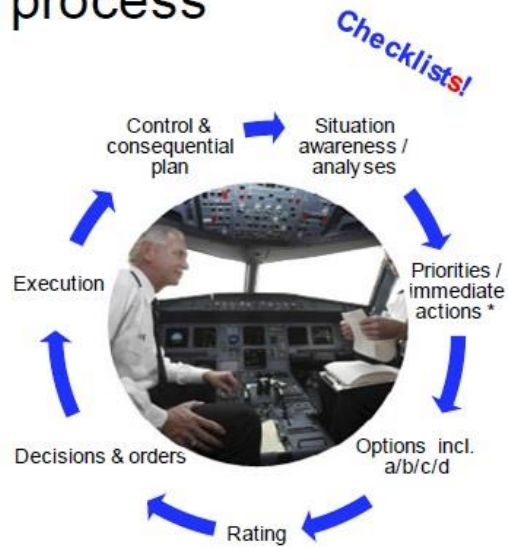 process
Checklists!
Control &
consequential
plan
Situation
awareness /
analyses
Priorities /
immediate
actions *
Options incl.
a/b/c/d
Rating
Decisions & orders
Execution